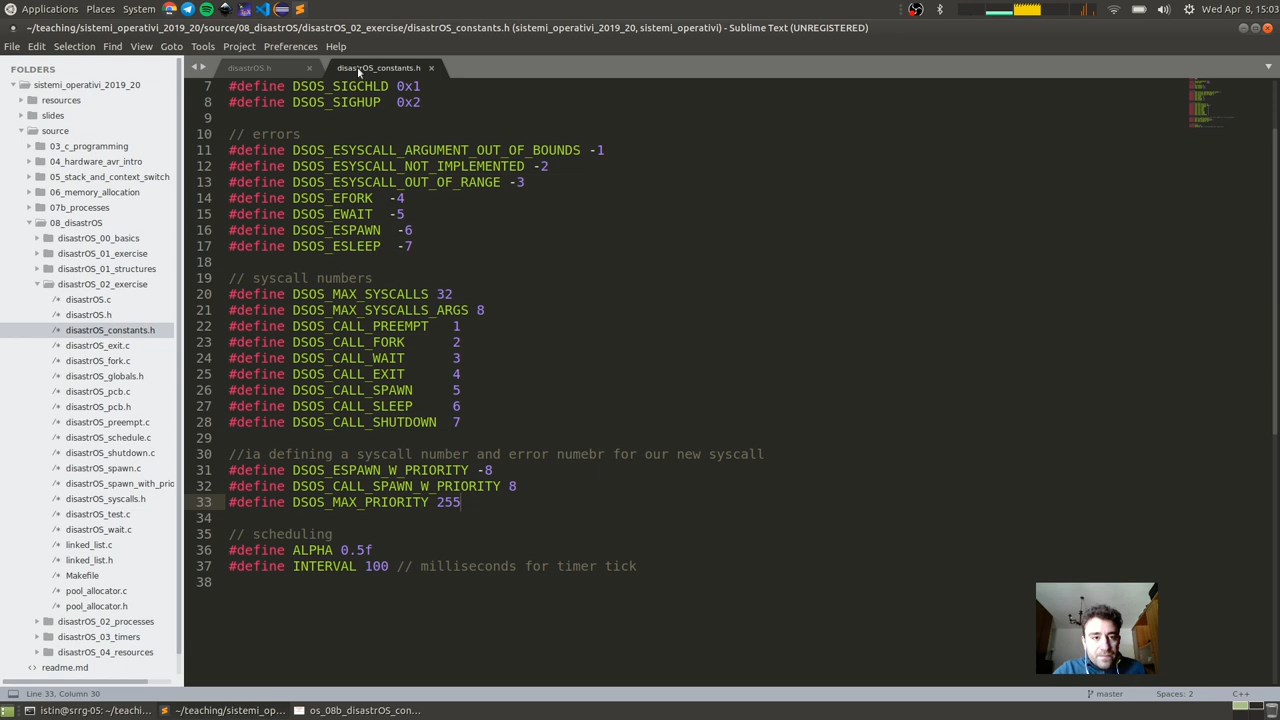 Applications Places System Wed Apr 8, 15:03
~/teaching/sistemi_operativi_2019_20/source/08_disastrOS/disastrOS_02_exercise/disastrOS_constants.h (sistemi_operativi_2019_20, sistemi_operativi) - Sublime Text (UNREGISTERED)
File Edit Selection Find View Goto Tools Project Preferences Help
FOLDERS
sistemi_operativi_2019_20
resources
slides
source
03_c_programming
04_hardware_avr_intro
05_stack_and_context_switch
06_memory_allocation
07b_processes
08_disastrOS
disastrOS_00_basics
disastrOS_01_exercise
disastrOS_01_structures
disastrOS_02_exercise
disastrOS.c
disastrOS.h
disastrOS_constants.h
disastrOS_exit.c
disastrOS_fork.c
disastrOS_globals.h
disastrOS_pcb.c
disastrOS_pcb.h
disastrOS_preempt.c
disastrOS_schedule.c
disastrOS_shutdown.c
disastrOS_spawn.c
disastrOS_spawn_with_prio
disastrOS_syscalls.h
disastrOS_test.c
disastrOS_wait.c
linked_list.c
linked_list.h
Makefile
pool_allocator.c
pool_allocator.h
disastrOS_02_processes
disastrOS_03_timers
disastrOS_04_resources
readme.md
disastrOS.h disastrOS_constants.h
7 #define DSOS_SIGCHLD 0x1
8 #define DSOS_SIGHUP 0x2
9
10 // errors
11 #define DSOS_ESYSCALL_ARGUMENT_OUT_OF_BOUNDS -1
12 #define DSOS_ESYSCALL_NOT_IMPLEMENTED -2
13 #define DSOS_ESYSCALL_OUT_OF_RANGE -3
14 #define DSOS_EFORK -4
15 #define DSOS_EWAIT -5
16 #define DSOS_ESPAWN -6
17 #define DSOS_ESLEEP -7
18
19 // syscall numbers
20 #define DSOS_MAX_SYSCALLS 32
21 #define DSOS_MAX_SYSCALLS_ARGS 8
22 #define DSOS_CALL_PREEMPT 1
23 #define DSOS_CALL_FORK 2
24 #define DSOS_CALL_WAIT 3
25 #define DSOS_CALL_EXIT 4
26 #define DSOS_CALL_SPAWN 5
27 #define DSOS_CALL_SLEEP 6
28 #define DSOS_CALL_SHUTDOWN 7
29
30 //ia defining a syscall number and error numebr for our new syscall
31 #define DSOS_ESPAWN_W_PRIORITY -8
32 #define DSOS_CALL_SPAWN_W_PRIORITY 8
33 #define DSOS_MAX_PRIORITY 255
34
35 // scheduling
36 #define ALPHA 0.5f
37 #define INTERVAL 100 // milliseconds for timer tick
38
Line 33, Column 30 master Spaces: 2 C++
istin@srrg-05: ~/teachi... ~/teaching/sistemi_op... os_08b_disastrOS_con...